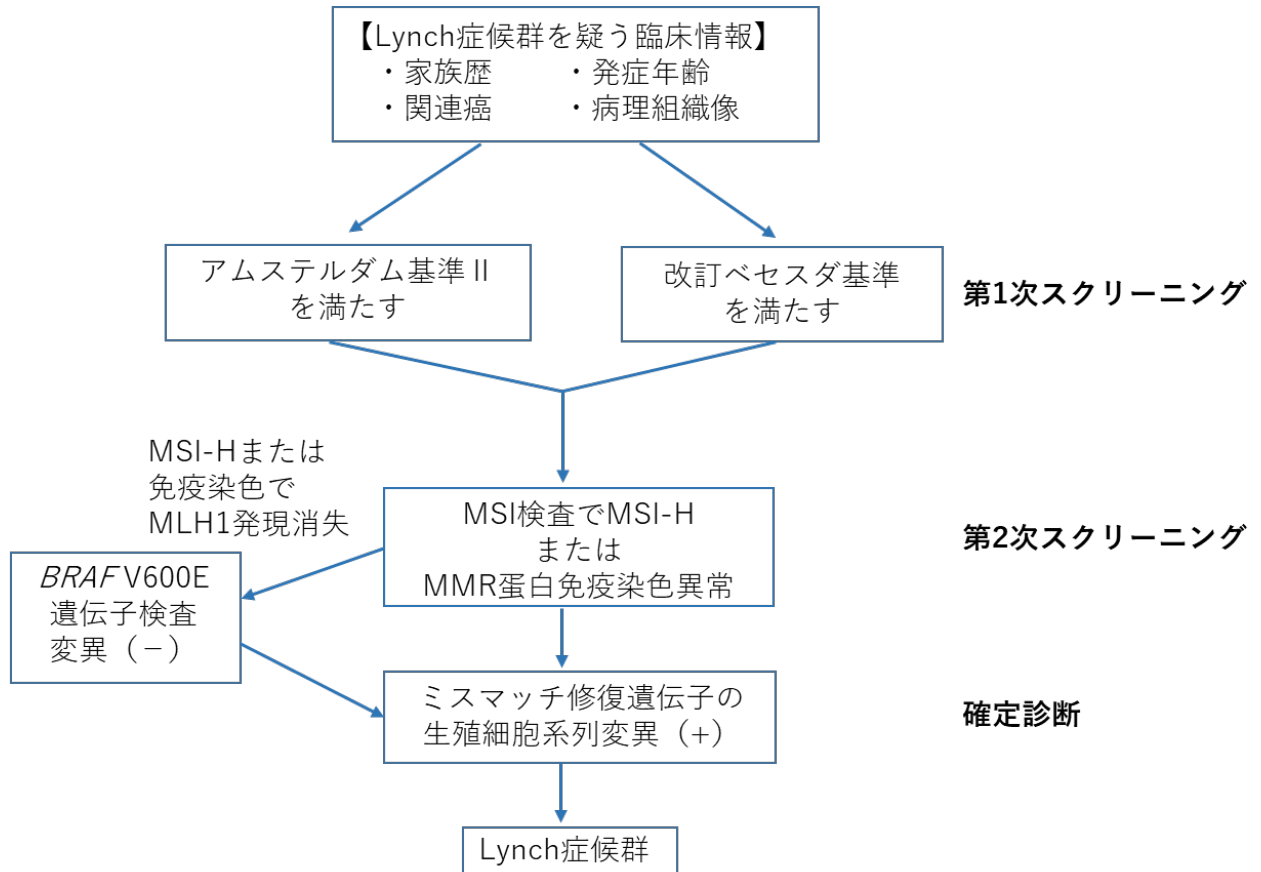 【Lynch症候群を疑う臨床情報】
・家族歴 ・発症年齢
・関連癌 ・病理組織像
アムステルダム基準Ⅱ
を満たす
改訂ベセスダ基準
を満たす
第1次スクリーニング
MSI-Hまたは
免疫染色で
MLH1発現消失
MSI検査でMSI-H
または
MMR蛋白免疫染色異常
第2次スクリーニング
BRAF V600E
遺伝子検査
変異（－）
ミスマッチ修復遺伝子の
生殖細胞系列変異（+）
確定診断
Lynch症候群